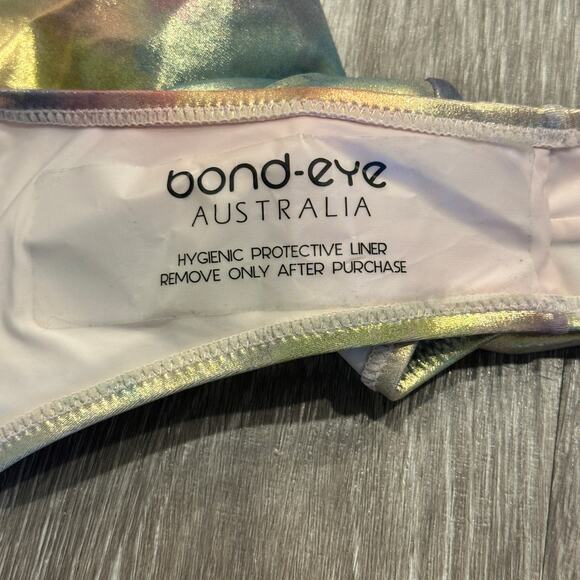 bond-eye
AUSTRALIA
HYGIENIC PROTECTIVE LINER
REMOVE ONLY AFTER PURCHASE